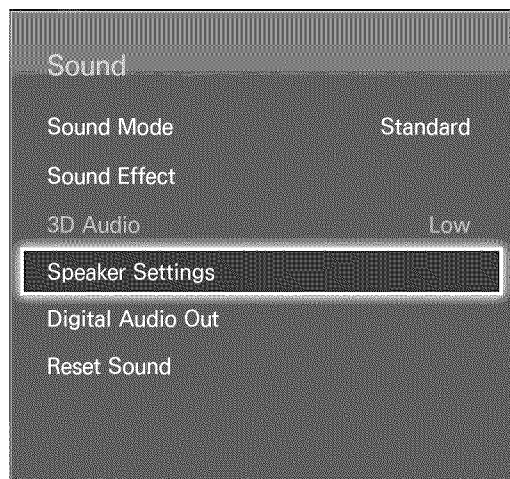 Sound
Sound Mode Standard
Sound Effect
3D Audio Low
Speaker Settings
Digital Audio Out
Reset Sound